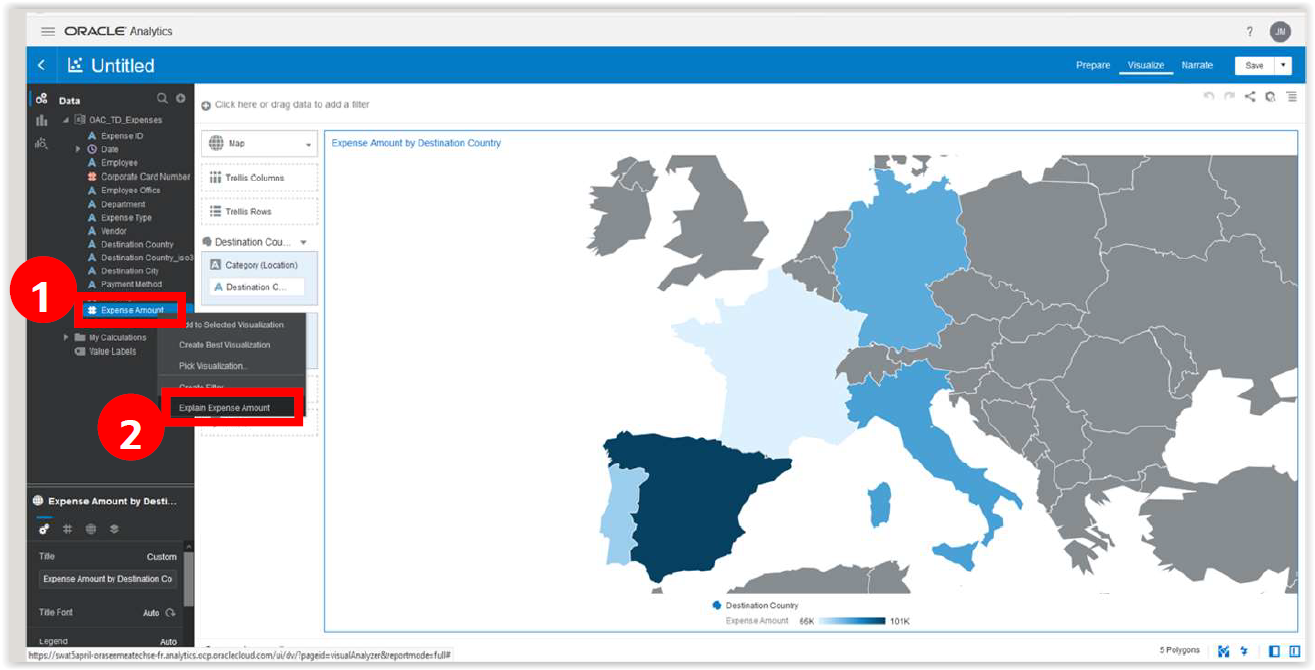 ORACLE Analytics
?
JM
Untitled
Prepare
Visualize
Narrate
Save
Data
Click here or drag data to add a filter
OAC_TD_Expenses
Expense ID
Date
Employee
Corporate Card Number
Employee Office
Department
Expense Type
Vendor
Destination Country
Destination Country_iso3
Destination City
Payment Method
1
Expense Amount
My Calculations
Value Labels
dd to Selected Visualization
Create Best Visualization
Pick Visualization...
Create Filter
Explain Expense Amount
2
Map
Trellis Columns
Trellis Rows
Destination Cou...
Category (Location)
Destination C...
Expense Amount by Destination Country
Destination Country
Expense Amount 66K 101K
Expense Amount by Desti...
Title Custom
Expense Amount by Destination Co
Title Font Auto
Legend Auto
https://swat3april-oraseemeatechse-fr.analytics.ocp.oraclecloud.com/ui/dv/?pageid=visualAnalyzer&reportmode=full#
5 Polygons